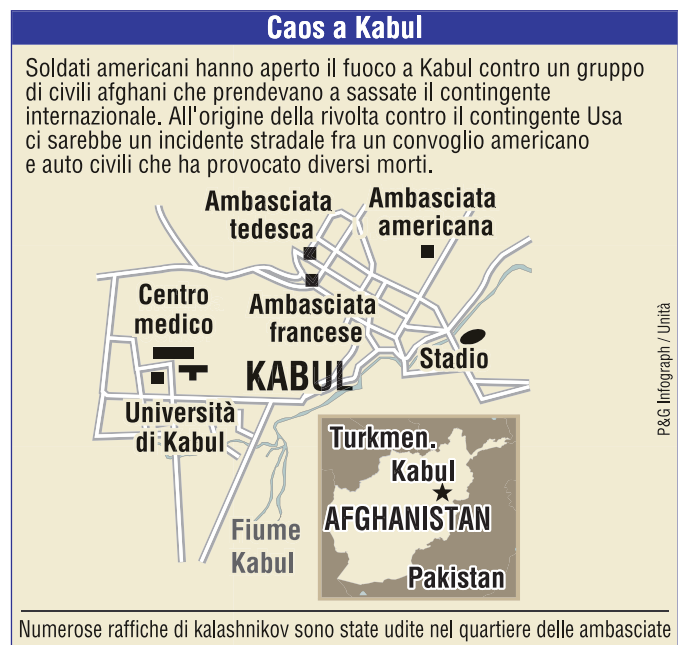 Caos a Kabul
Soldati americani hanno aperto il fuoco a Kabul contro un gruppo
di civili afghani che prendevano a sassate il contingente
internazionale. All'origine della rivolta contro il contingente Usa
ci sarebbe un incidente stradale fra un convoglio americano
e auto civili che ha provocato diversi morti.
Ambasciata
tedesca
Ambasciata
americana
Centro
medico
Ambasciata
francese
Stadio
KABUL
Università
di Kabul
Fiume
Kabul
Turkmen.
Kabul
AFGHANISTAN
Pakistan
P&G Infograph / Unità
Numerose raffiche di kalashnikov sono state udite nel quartiere delle ambasciate